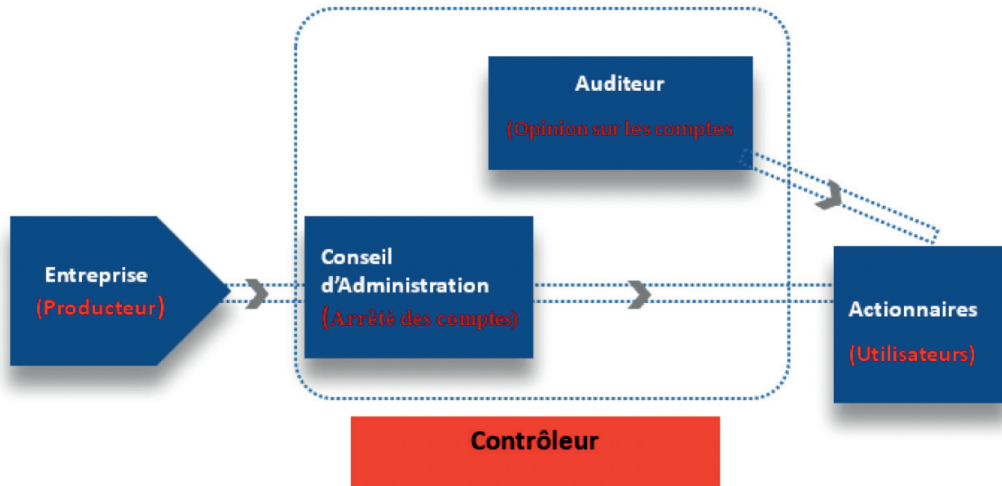 Auditeur
(Opinion sur les comptes
Entreprise
(Producteur)
Conseil
d'Administration
(Arrêté des comptes)
Actionnaires
(Utilisateurs)
Contrôleur